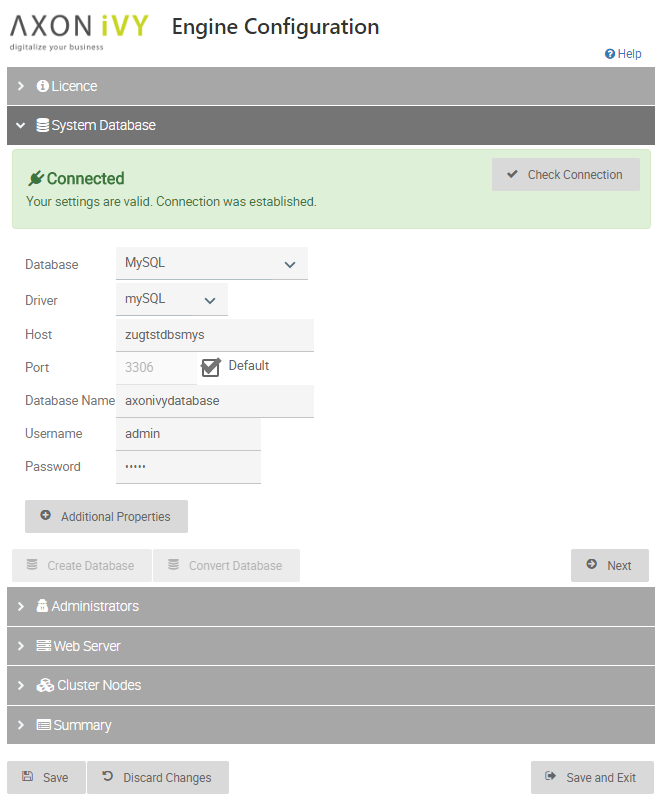 AXON iVY
digitalize your business
Engine Configuration
Help
Licence
System Database
Connected
Your settings are valid. Connection was established.
Check Connection
Database MySQL
Driver mySQL
Host zugtstdbsmys
Port 3306 Default
Database Name axonivydatabase
Username admin
Password •••••
Additional Properties
Create Database Convert Database Next
Administrators
Web Server
Cluster Nodes
Summary
Save Discard Changes Save and Exit